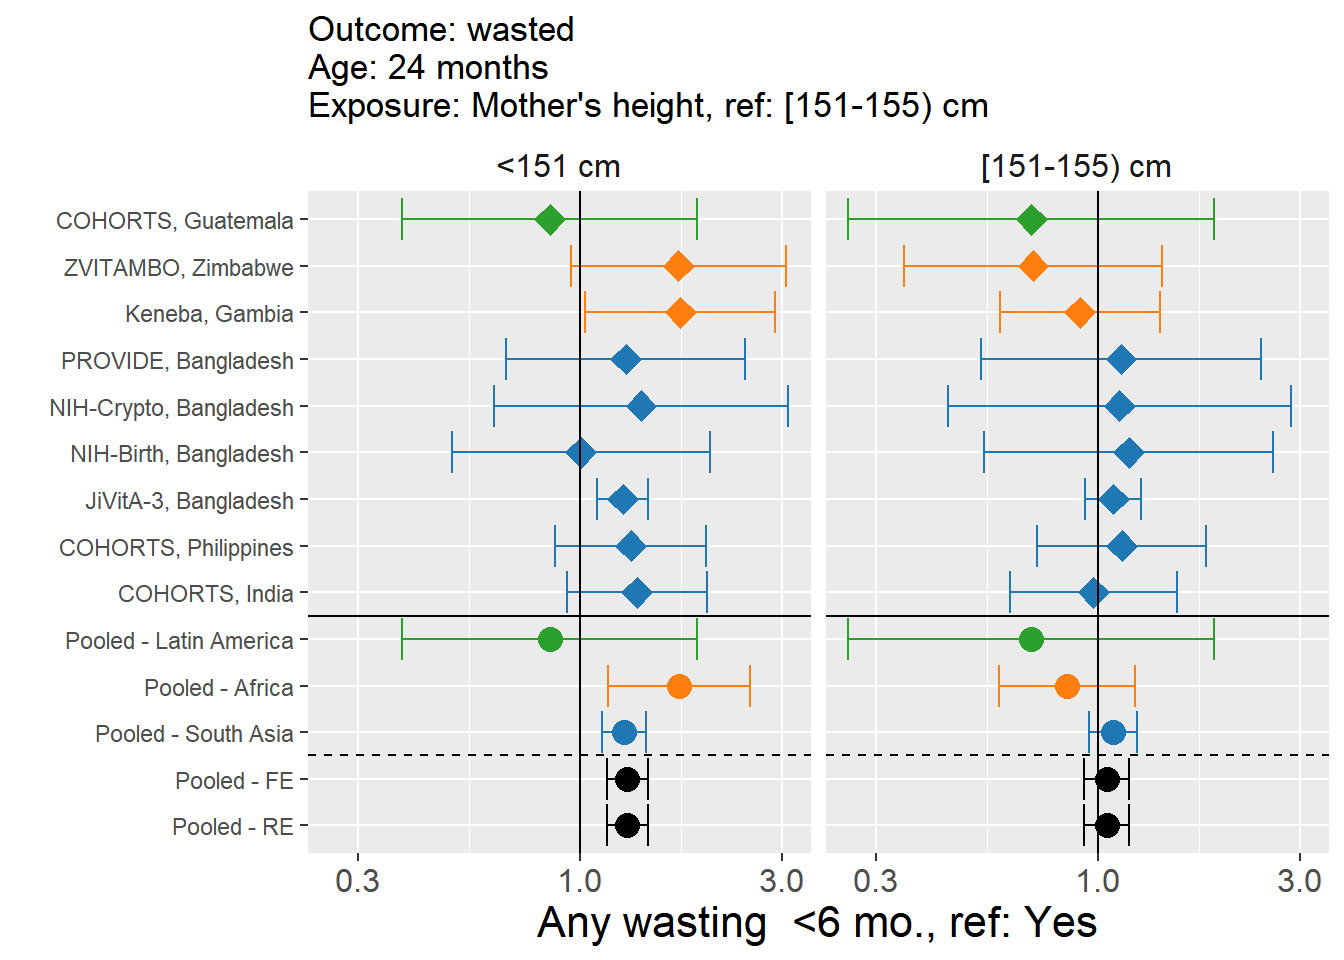 Outcome: wasted
Age: 24 months
Exposure: Mother's height, ref: [151-155) cm
<151 cm
[151-155) cm
COHORTS, Guatemala
ZVITAMBO, Zimbabwe
Keneba, Gambia
PROVIDE, Bangladesh
NIH-Crypto, Bangladesh
NIH-Birth, Bangladesh
JiVitA-3, Bangladesh
COHORTS, Philippines
COHORTS, India
Pooled - Latin America
Pooled - Africa
Pooled - South Asia
Pooled - FE
Pooled - RE
0.3 1.0 3.0 0.3 1.0 3.0
Any wasting  <6 mo., ref: Yes